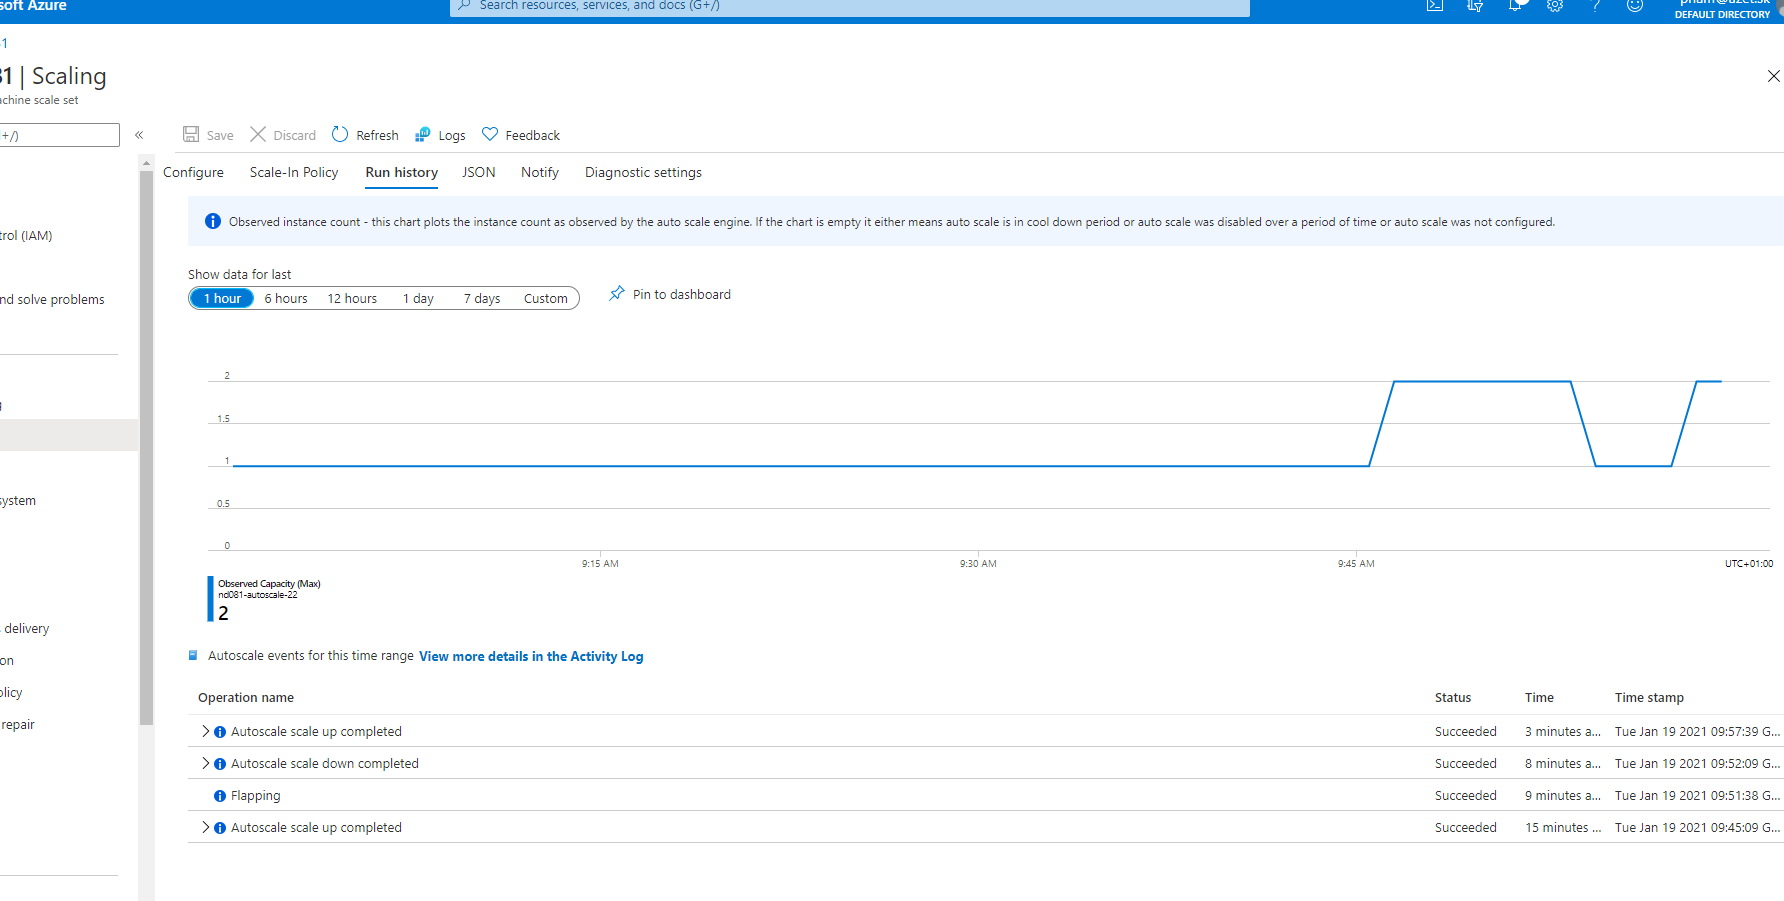 soft Azure
Search resources, services, and docs (G+/)
DEFAULT DIRECTORY
1
31 | Scaling
achine scale set
+/)
«
Save
Discard
Refresh
Logs
Feedback
Configure
Scale-In Policy
Run history
JSON
Notify
Diagnostic settings
Observed instance count - this chart plots the instance count as observed by the auto scale engine. If the chart is empty it either means auto scale is in cool down period or auto scale was disabled over a period of time or auto scale was not configured.
trol (IAM)
nd solve problems
g
system
delivery
on
olicy
repair
Show data for last
1 hour
6 hours
12 hours
1 day
7 days
Custom
Pin to dashboard
2
1.5
1
0.5
0
9:15 AM
9:30 AM
9:45 AM
UTC+01:00
Observed Capacity (Max)
nd081-autoscale-22
2
Autoscale events for this time range View more details in the Activity Log
Operation name Status Time Time stamp
Autoscale scale up completed Succeeded 3 minutes a... Tue Jan 19 2021 09:57:39 G...
Autoscale scale down completed Succeeded 8 minutes a... Tue Jan 19 2021 09:52:09 G...
Flapping Succeeded 9 minutes a... Tue Jan 19 2021 09:51:38 G...
Autoscale scale up completed Succeeded 15 minutes ... Tue Jan 19 2021 09:45:09 G...